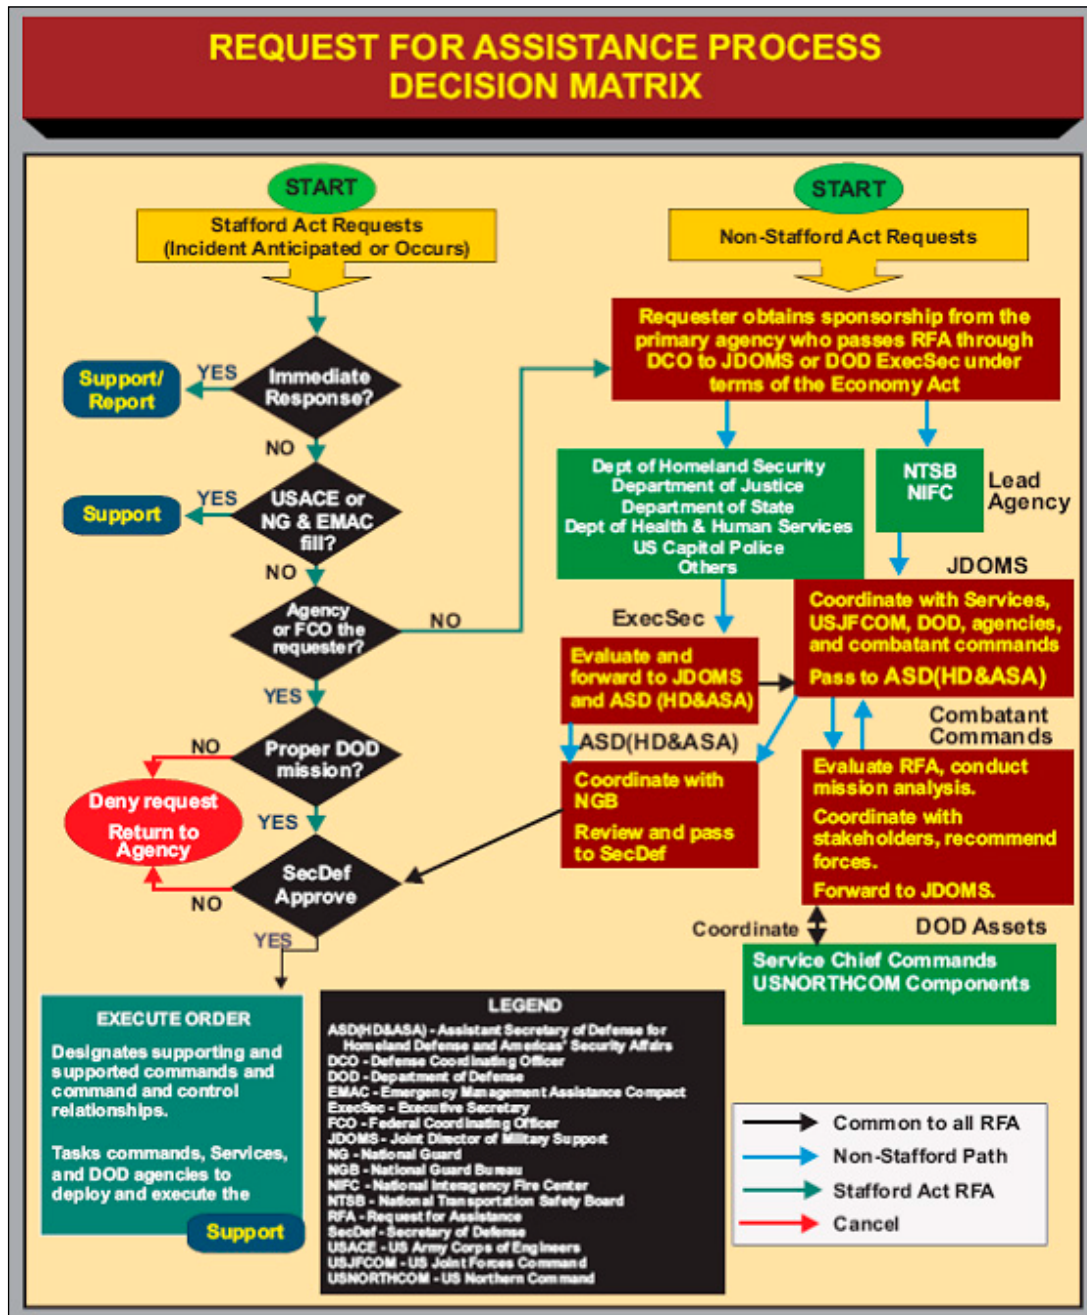 REQUEST FOR ASSISTANCE PROCESS
DECISION MATRIX
START
Stafford Act Requests
(Incident Anticipated or Occurs)
Immediate
Response?
YES
Support/
Report
NO
USACE or
NG & EMAC
fill?
YES
Support
NO
Agency
or FCO the
requester?
NO
YES
Proper DOD
mission?
NO
Deny request
Return to
Agency
YES
SecDef
Approve
NO
YES
EXECUTE ORDER
Designates supporting and
supported commands and
command and control
relationships.
Tasks commands, Services,
and DOD agencies to
deploy and execute the
Support
START
Non-Stafford Act Requests
Requester obtains sponsorship from the
primary agency who passes RFA through
DCO to JDOMS or DOD ExecSec under
terms of the Economy Act
Dept of Homeland Security
Department of Justice
Department of State
Dept of Health & Human Services
US Capitol Police
Others
NTSB
NIFC
Lead
Agency
ExecSec
Evaluate and
forward to JDOMS
and ASD (HD&ASA)
JDOMS
Coordinate with Services,
USJFCOM, DOD, agencies,
and combatant commands
Pass to ASD(HD&ASA)
ASD(HD&ASA)
Coordinate with
NGB
Review and pass
to SecDef
Combatant
Commands
Evaluate RFA, conduct
mission analysis.
Coordinate with
stakeholders, recommend
forces.
Forward to JDOMS.
Coordinate
DOD Assets
Service Chief Commands
USNORTHCOM Components
LEGEND
ASD(HD&ASA) - Assistant Secretary of Defense for
Homeland Defense and Americas' Security Affairs
DCO - Defense Coordinating Officer
DOD - Department of Defense
EMAC - Emergency Management Assistance Compact
ExecSec - Executive Secretary
FCO - Federal Coordinating Officer
JDOMS - Joint Director of Military Support
NG - National Guard
NGB - National Guard Bureau
NIFC - National Interagency Fire Center
NTSB - National Transportation Safety Board
RFA - Request for Assistance
SecDef - Secretary of Defense
USACE - US Army Corps of Engineers
USJFCOM - US Joint Forces Command
USNORTHCOM - US Northern Command
Common to all RFA
Non-Stafford Path
Stafford Act RFA
Cancel